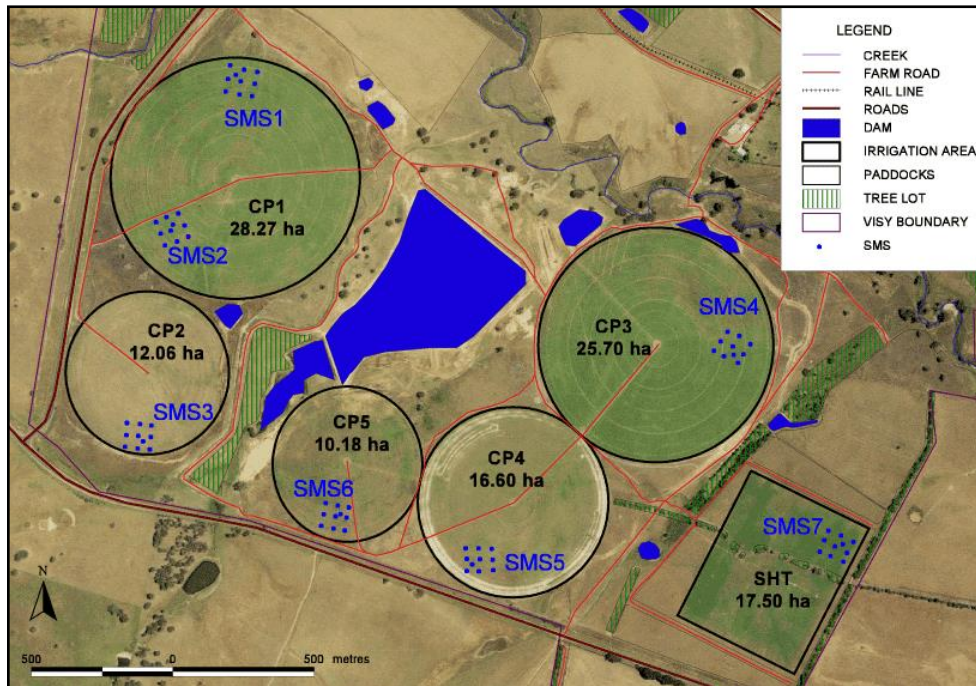 LEGEND
CREEK
FARM ROAD
RAIL LINE
ROADS
DAM
IRRIGATION AREA
PADDOCKS
TREE LOT
VISY BOUNDARY
SMS
SMS1
CP1
28.27 ha
SMS2
CP2
12.06 ha
SMS3
CP3
25.70 ha
SMS4
CP5
10.18 ha
SMS6
CP4
16.60 ha
SMS5
SMS7
SHT
17.50 ha
N
500 0 500 metres